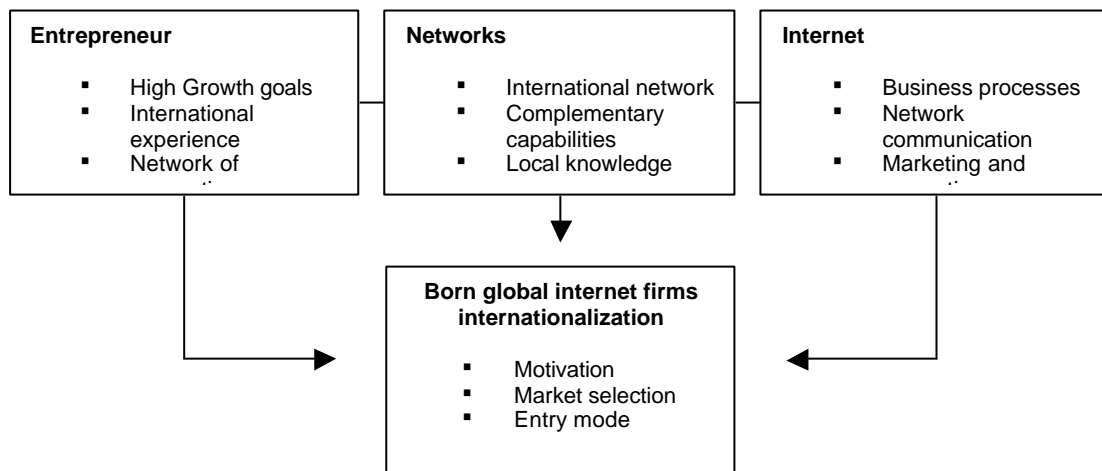 Entrepreneur
▪ High Growth goals
▪ International
experience
▪ Network of
Networks
▪ International network
▪ Complementary
capabilities
▪ Local knowledge
Internet
▪ Business processes
▪ Network
communication
▪ Marketing and
Born global internet firms
internationalization
▪ Motivation
▪ Market selection
▪ Entry mode